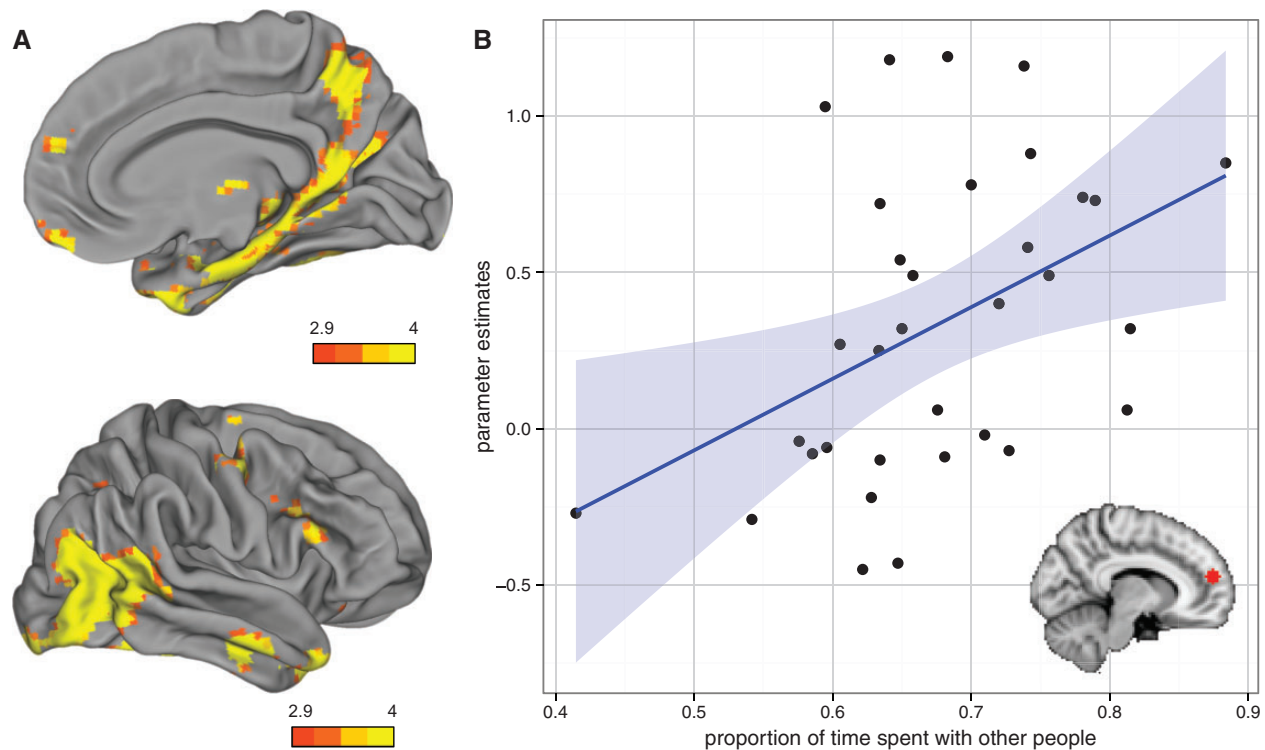 A
2.9 4
2.9 4
B
parameter estimates
1.0
0.5
0.0
−0.5
0.4 0.5 0.6 0.7 0.8 0.9
proportion of time spent with other people